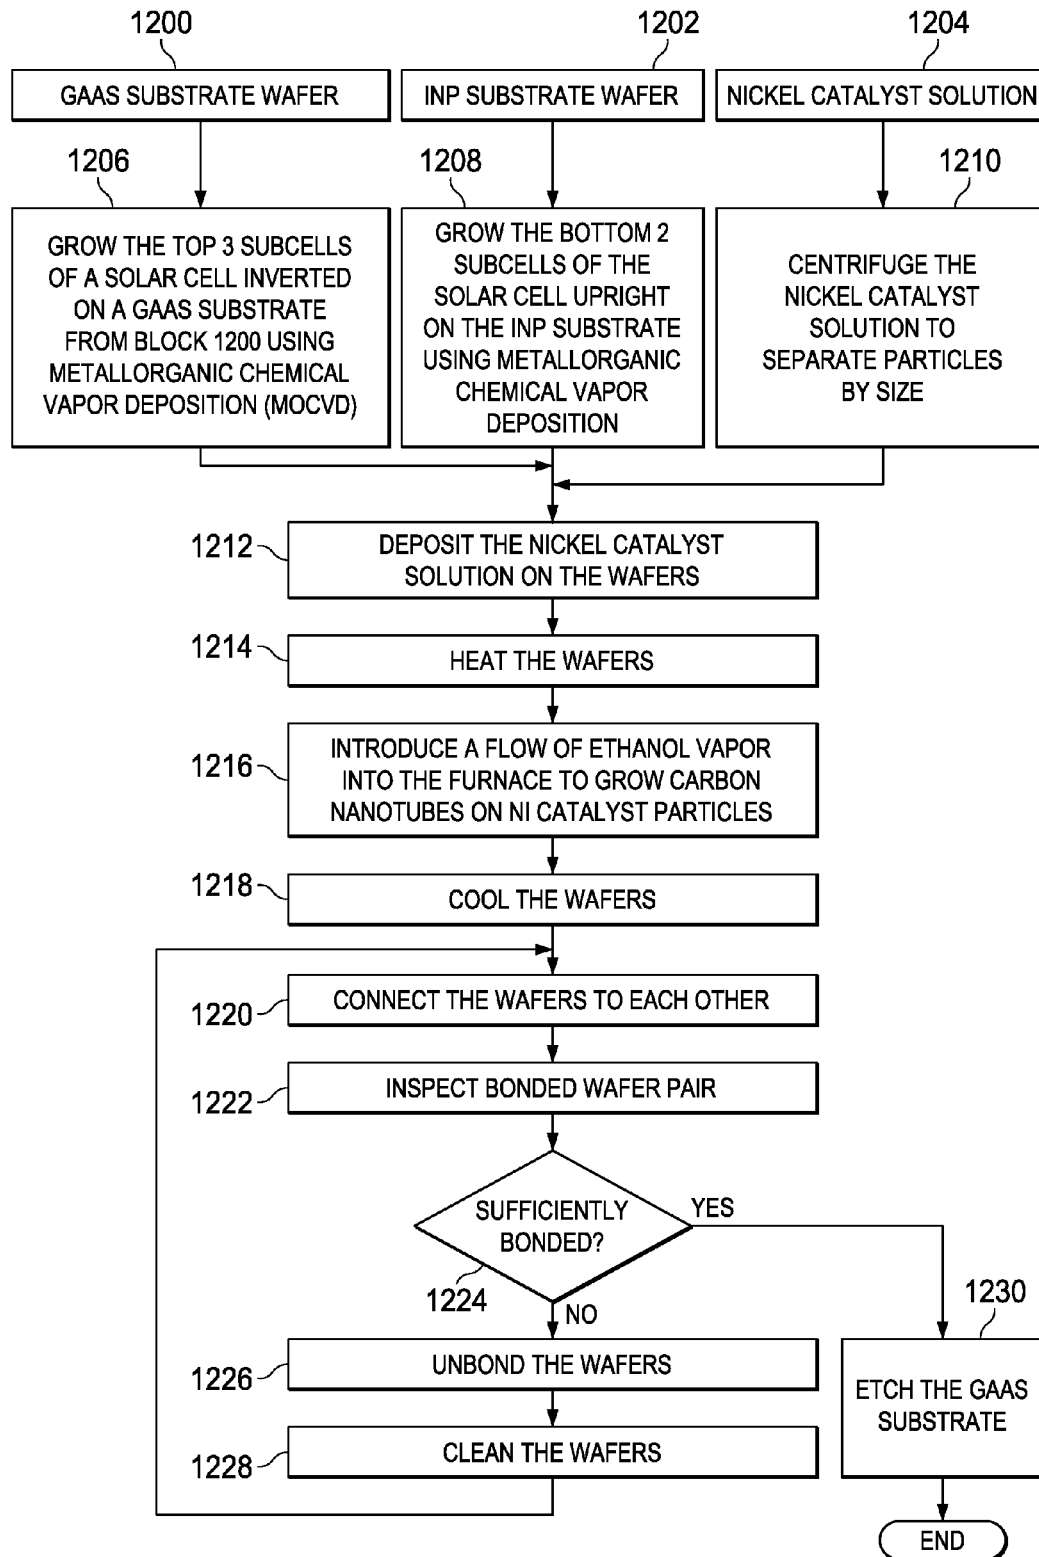 1200
1202
1204
GAAS SUBSTRATE WAFER
INP SUBSTRATE WAFER
NICKEL CATALYST SOLUTION
1206
1208
1210
GROW THE TOP 3 SUBCELLS
OF A SOLAR CELL INVERTED
ON A GAAS SUBSTRATE
FROM BLOCK 1200 USING
METALLORGANIC CHEMICAL
VAPOR DEPOSITION (MOCVD)
GROW THE BOTTOM 2
SUBCELLS OF THE
SOLAR CELL UPRIGHT
ON THE INP SUBSTRATE
USING METALLORGANIC
CHEMICAL VAPOR
DEPOSITION
CENTRIFUGE THE
NICKEL CATALYST
SOLUTION TO
SEPARATE PARTICLES
BY SIZE
1212
DEPOSIT THE NICKEL CATALYST
SOLUTION ON THE WAFERS
1214
HEAT THE WAFERS
1216
INTRODUCE A FLOW OF ETHANOL VAPOR
INTO THE FURNACE TO GROW CARBON
NANOTUBES ON NI CATALYST PARTICLES
1218
COOL THE WAFERS
1220
CONNECT THE WAFERS TO EACH OTHER
1222
INSPECT BONDED WAFER PAIR
SUFFICIENTLY
BONDED?
YES
1224
NO
1230
1226
UNBOND THE WAFERS
ETCH THE GAAS
SUBSTRATE
1228
CLEAN THE WAFERS
END